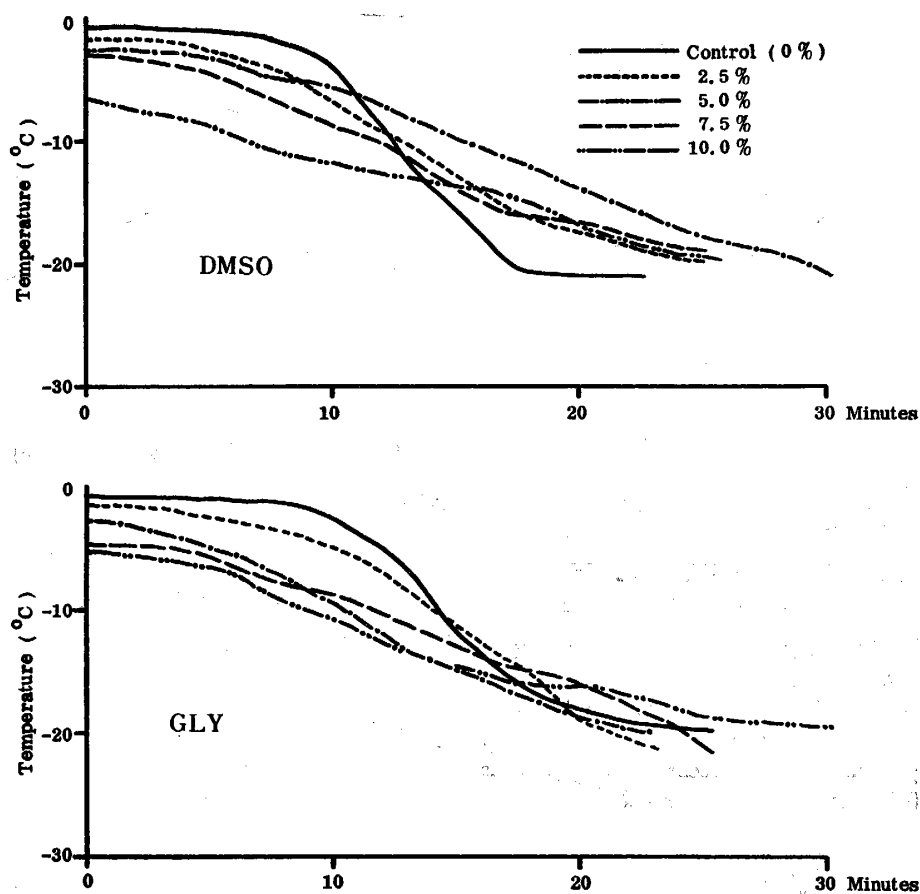 0
-10
-20
-30
Temperature ( °C )
Control ( 0 % )
2.5 %
5.0 %
7.5 %
10.0 %
DMSO
0 10 20 30 Minutes
0
-10
-20
-30
Temperature ( °C )
GLY
0 10 20 30 Minutes